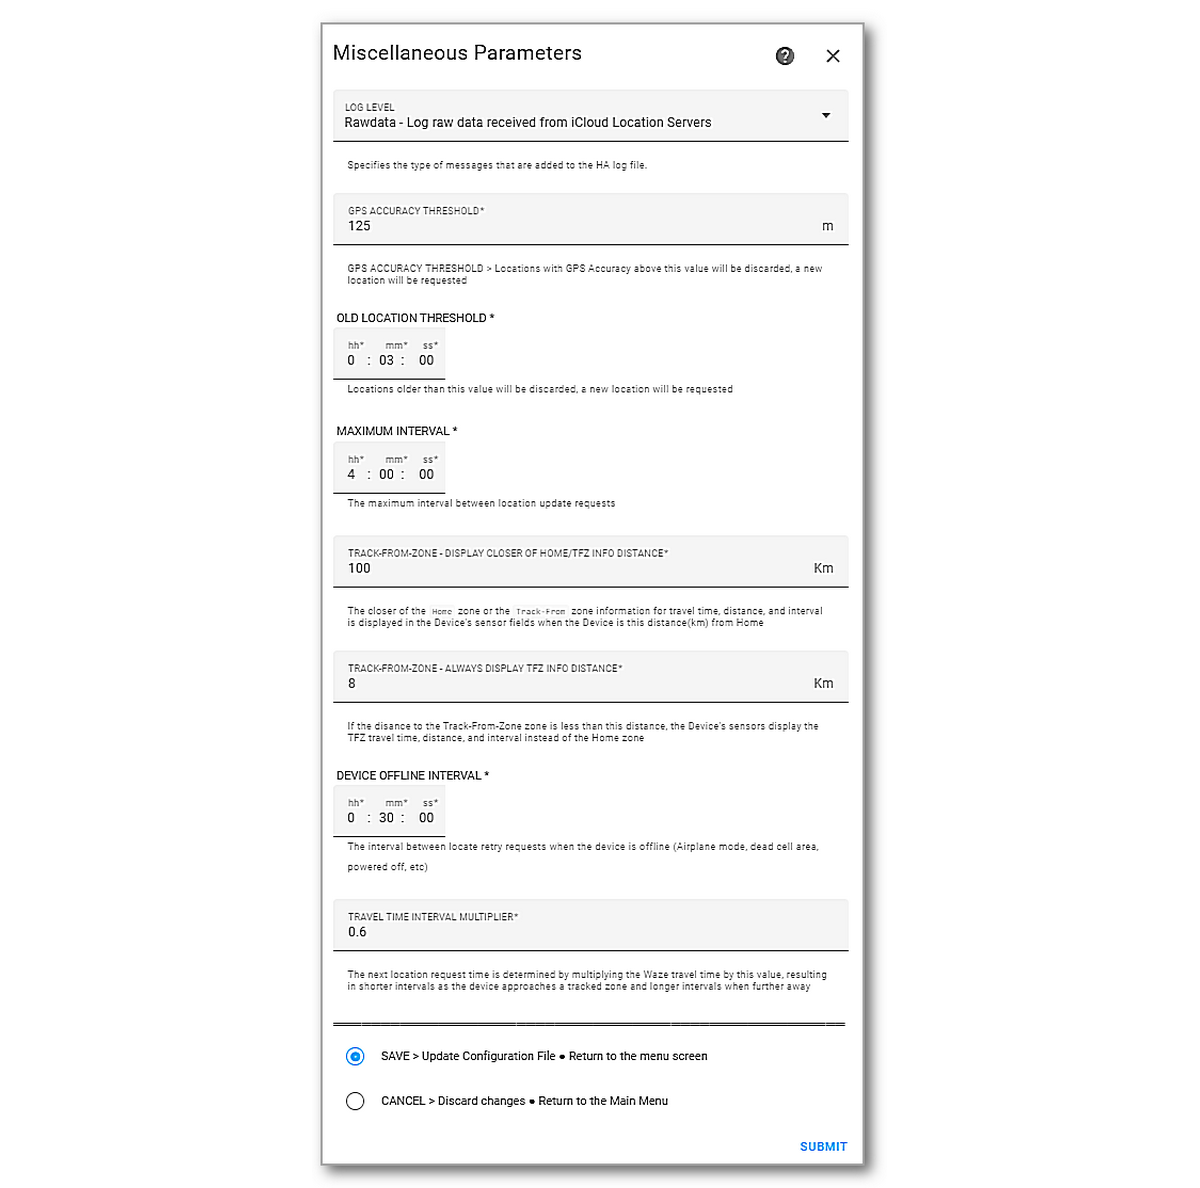 Miscellaneous Parameters
LOG LEVEL
Rawdata - Log raw data received from iCloud Location Servers
Specifies the type of messages that are added to the HA log file.
GPS ACCURACY THRESHOLD*
125 m
GPS ACCURACY THRESHOLD > Locations with GPS Accuracy above this value will be discarded, a new
location will be requested
OLD LOCATION THRESHOLD *
hh* mm* ss*
0 : 03 : 00
Locations older than this value will be discarded, a new location will be requested
MAXIMUM INTERVAL *
hh* mm* ss*
4 : 00 : 00
The maximum interval between location update requests
TRACK-FROM-ZONE - DISPLAY CLOSER OF HOME/TFZ INFO DISTANCE*
100 Km
The closer of the Home zone or the Track-From zone information for travel time, distance, and interval
is displayed in the Device's sensor fields when the Device is this distance(km) from Home
TRACK-FROM-ZONE - ALWAYS DISPLAY TFZ INFO DISTANCE*
8 Km
If the disance to the Track-From-Zone zone is less than this distance, the Device's sensors display the
TFZ travel time, distance, and interval instead of the Home zone
DEVICE OFFLINE INTERVAL *
hh* mm* ss*
0 : 30 : 00
The interval between locate retry requests when the device is offline (Airplane mode, dead cell area,
powered off, etc)
TRAVEL TIME INTERVAL MULTIPLIER*
0.6
The next location request time is determined by multiplying the Waze travel time by this value, resulting
in shorter intervals as the device approaches a tracked zone and longer intervals when further away
SAVE > Update Configuration File • Return to the menu screen
CANCEL > Discard changes • Return to the Main Menu
SUBMIT